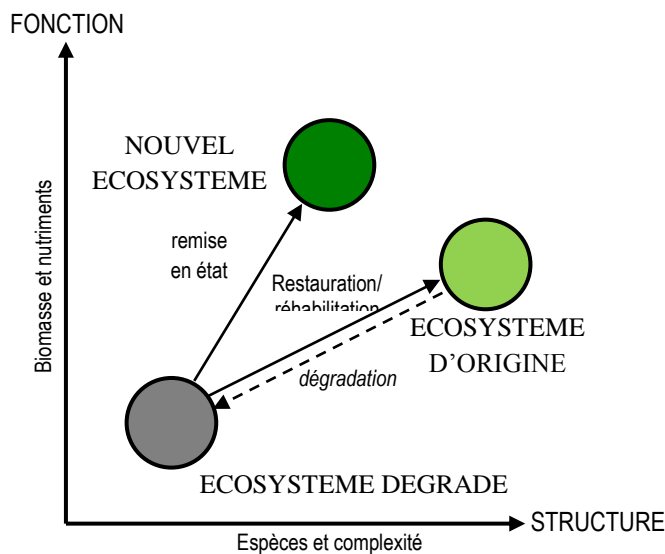 FONCTION
NOUVEL
ECOSYSTEME
remise
en état
Restauration/
réhabilitation
Biomasse et nutriments
ECOSYSTEME
D'ORIGINE
dégradation
ECOSYSTEME DEGRADE
STRUCTURE
Espèces et complexité